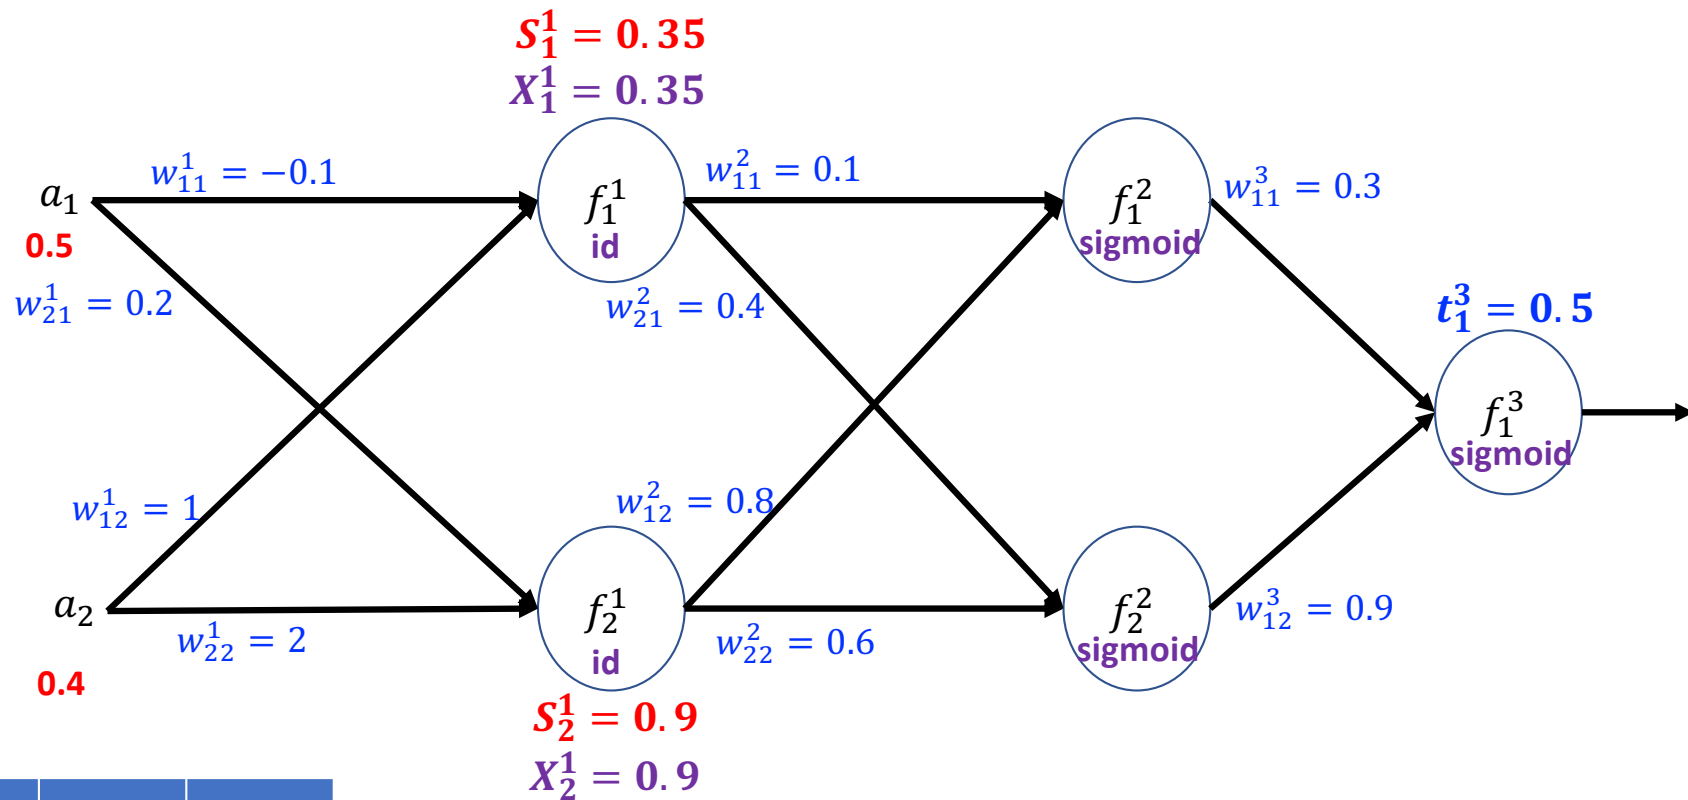 S₁¹ = 0.35
X₁¹ = 0.35
w₁₁¹ = −0.1
w₁₁² = 0.1
w₁₁³ = 0.3
a₁
f₁¹
f₁²
0.5
id
sigmoid
w₂₁¹ = 0.2
w₂₁² = 0.4
t₁³ = 0.5
f₁³
sigmoid
w₁₂¹ = 1
w₁₂² = 0.8
a₂
f₂¹
f₂²
w₁₂³ = 0.9
w₂₂¹ = 2
w₂₂² = 0.6
id
sigmoid
0.4
S₂¹ = 0.9
X₂¹ = 0.9